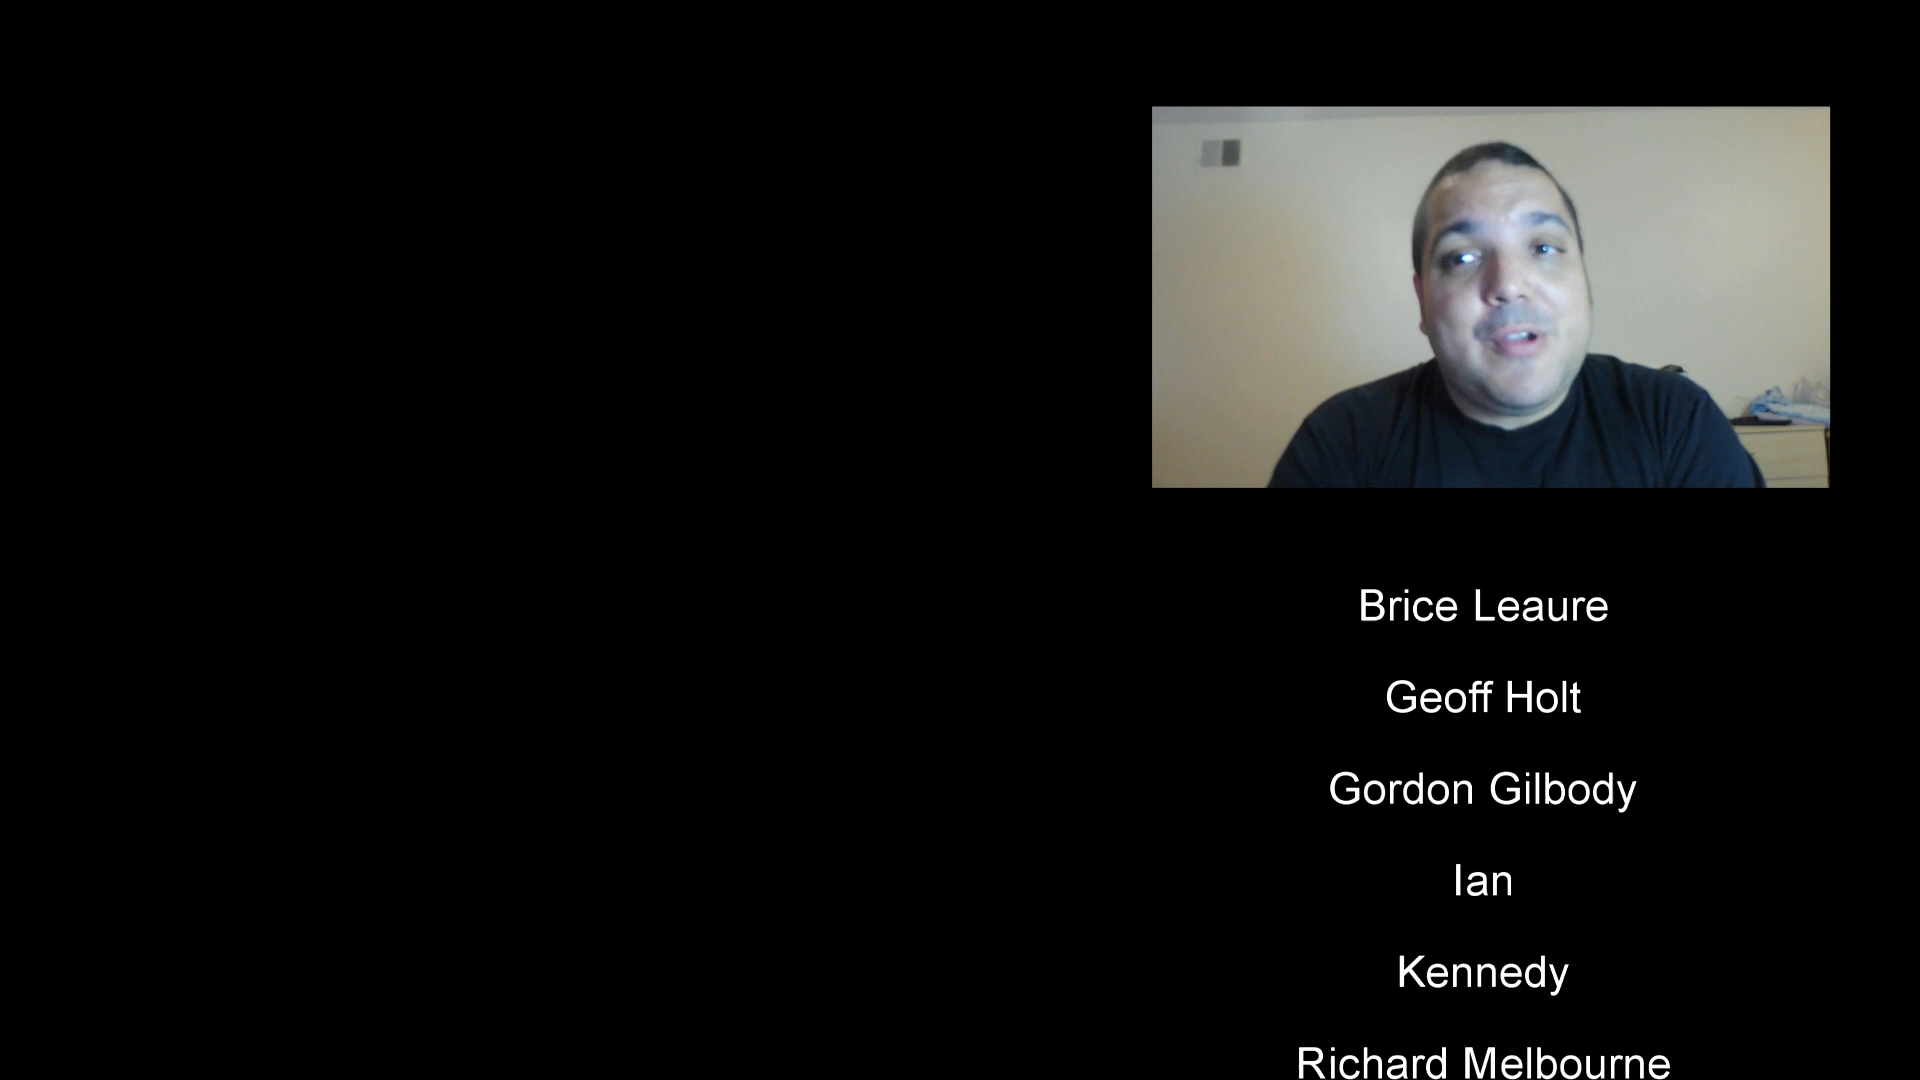 Brice Leaure
Geoff Holt
Gordon Gilbody
Ian
Kennedy
Richard Melbourne